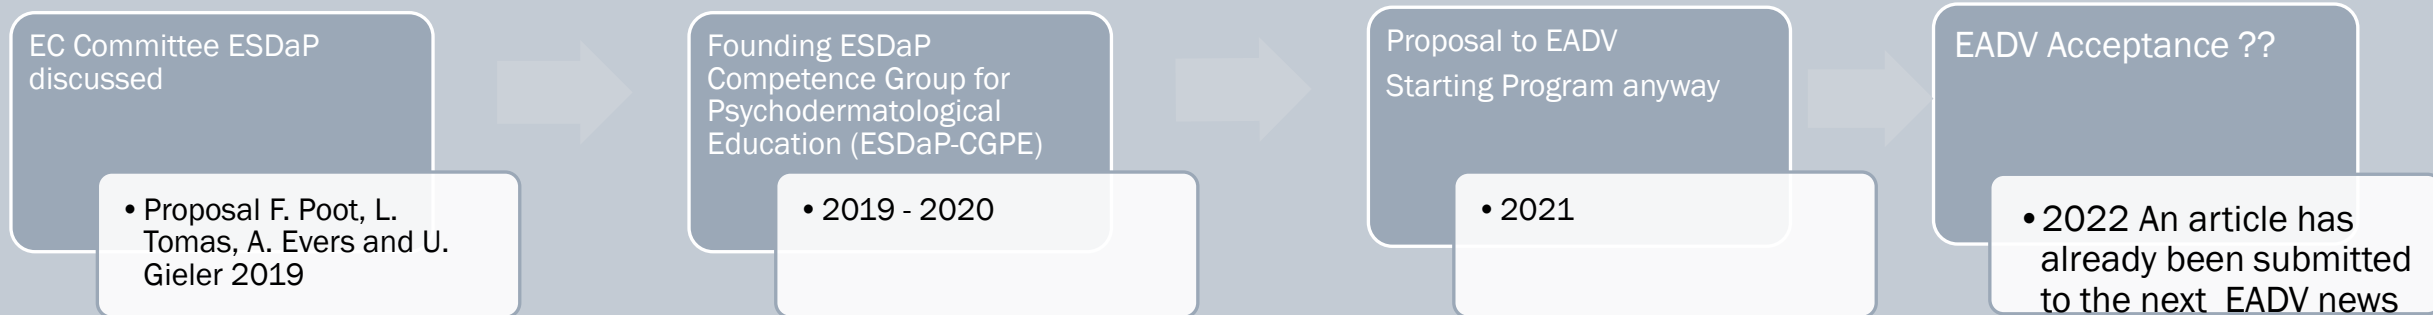 EC Committee ESDaP
discussed
• Proposal F. Poot, L.
Tomas, A. Evers and U.
Gieler 2019
Founding ESDaP
Competence Group for
Psychodermatological
Education (ESDaP-CGPE)
• 2019 - 2020
Proposal to EADV
Starting Program anyway
• 2021
EADV Acceptance ??
• 2022 An article has
already been submitted
to the next EADV news